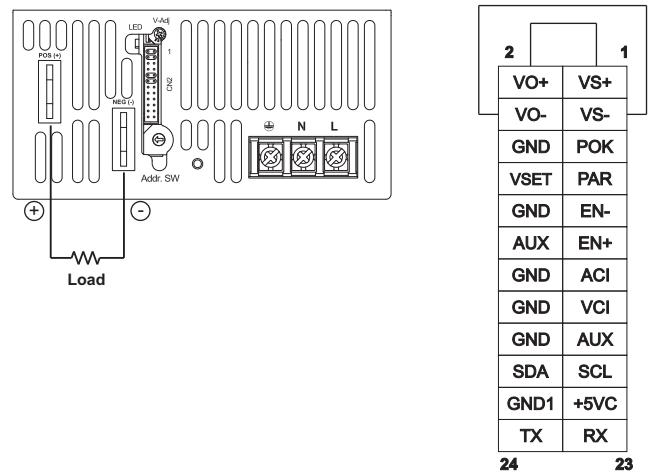 LED V-Adj
POS (+)
1
CN2
NEG (-)
N L
Addr. SW
+ -
Load
2 1
VO+ VS+
VO- VS-
GND POK
VSET PAR
GND EN-
AUX EN+
GND ACI
GND VCI
GND AUX
SDA SCL
GND1 +5VC
TX RX
24 23